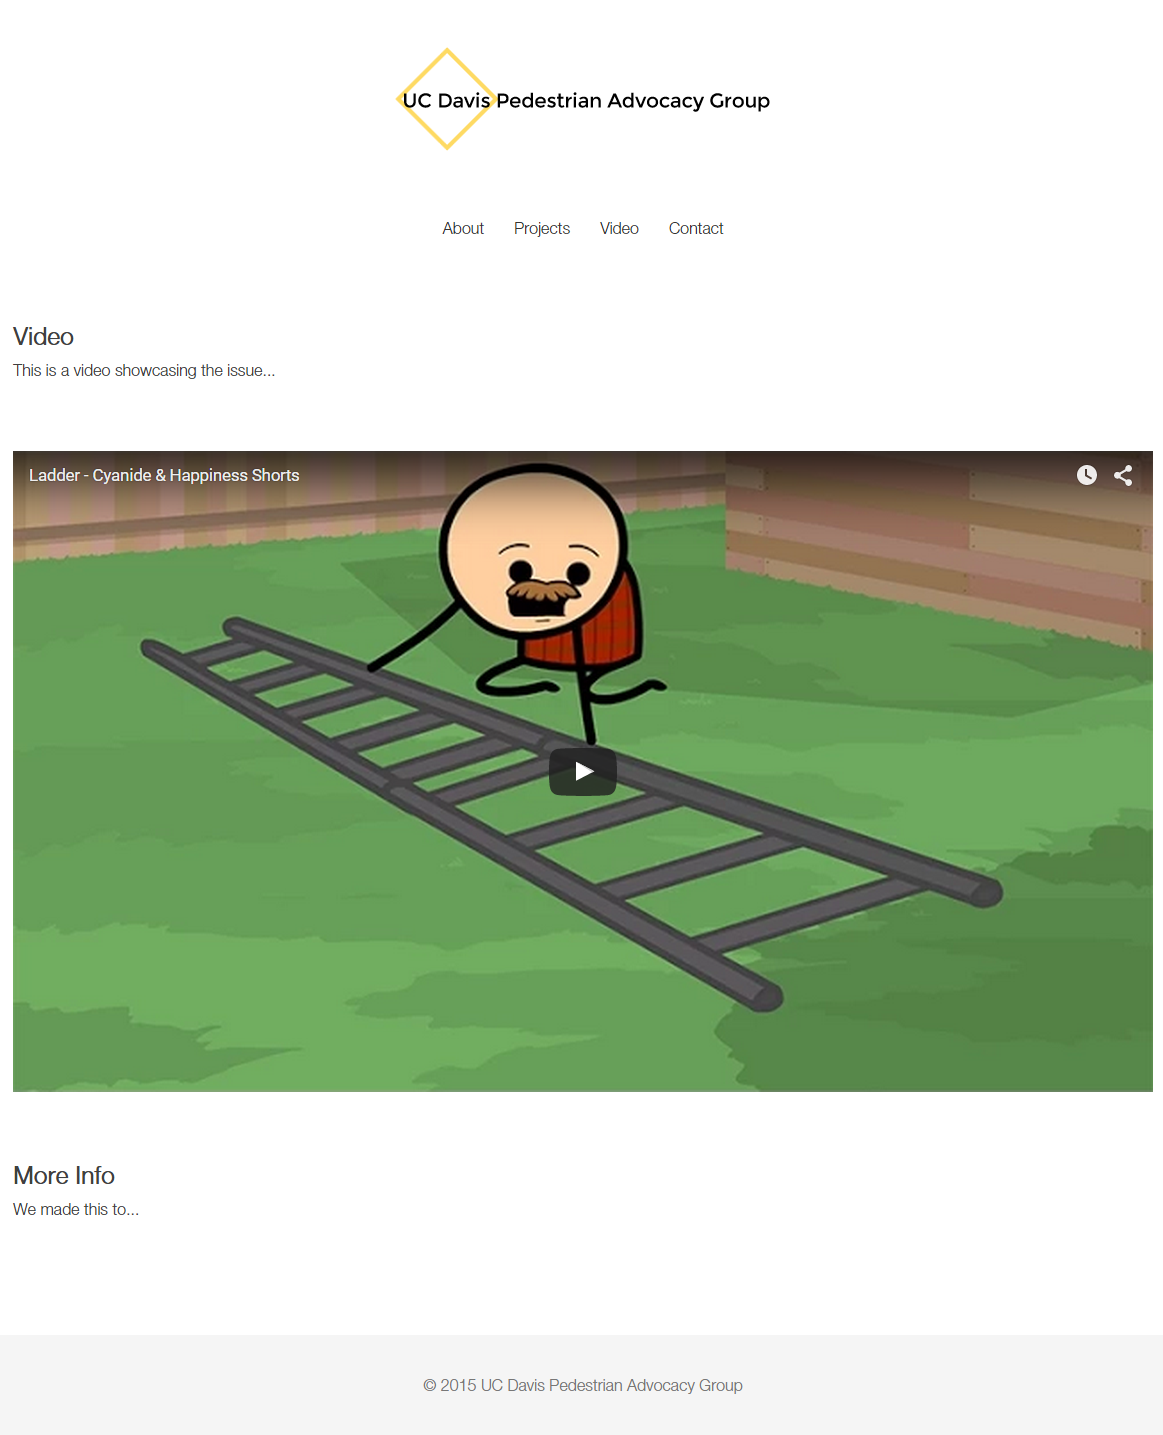 UC Davis Pedestrian Advocacy Group
About Projects Video Contact
Video
This is a video showcasing the issue...
Ladder - Cyanide & Happiness Shorts
More Info
We made this to...
© 2015 UC Davis Pedestrian Advocacy Group